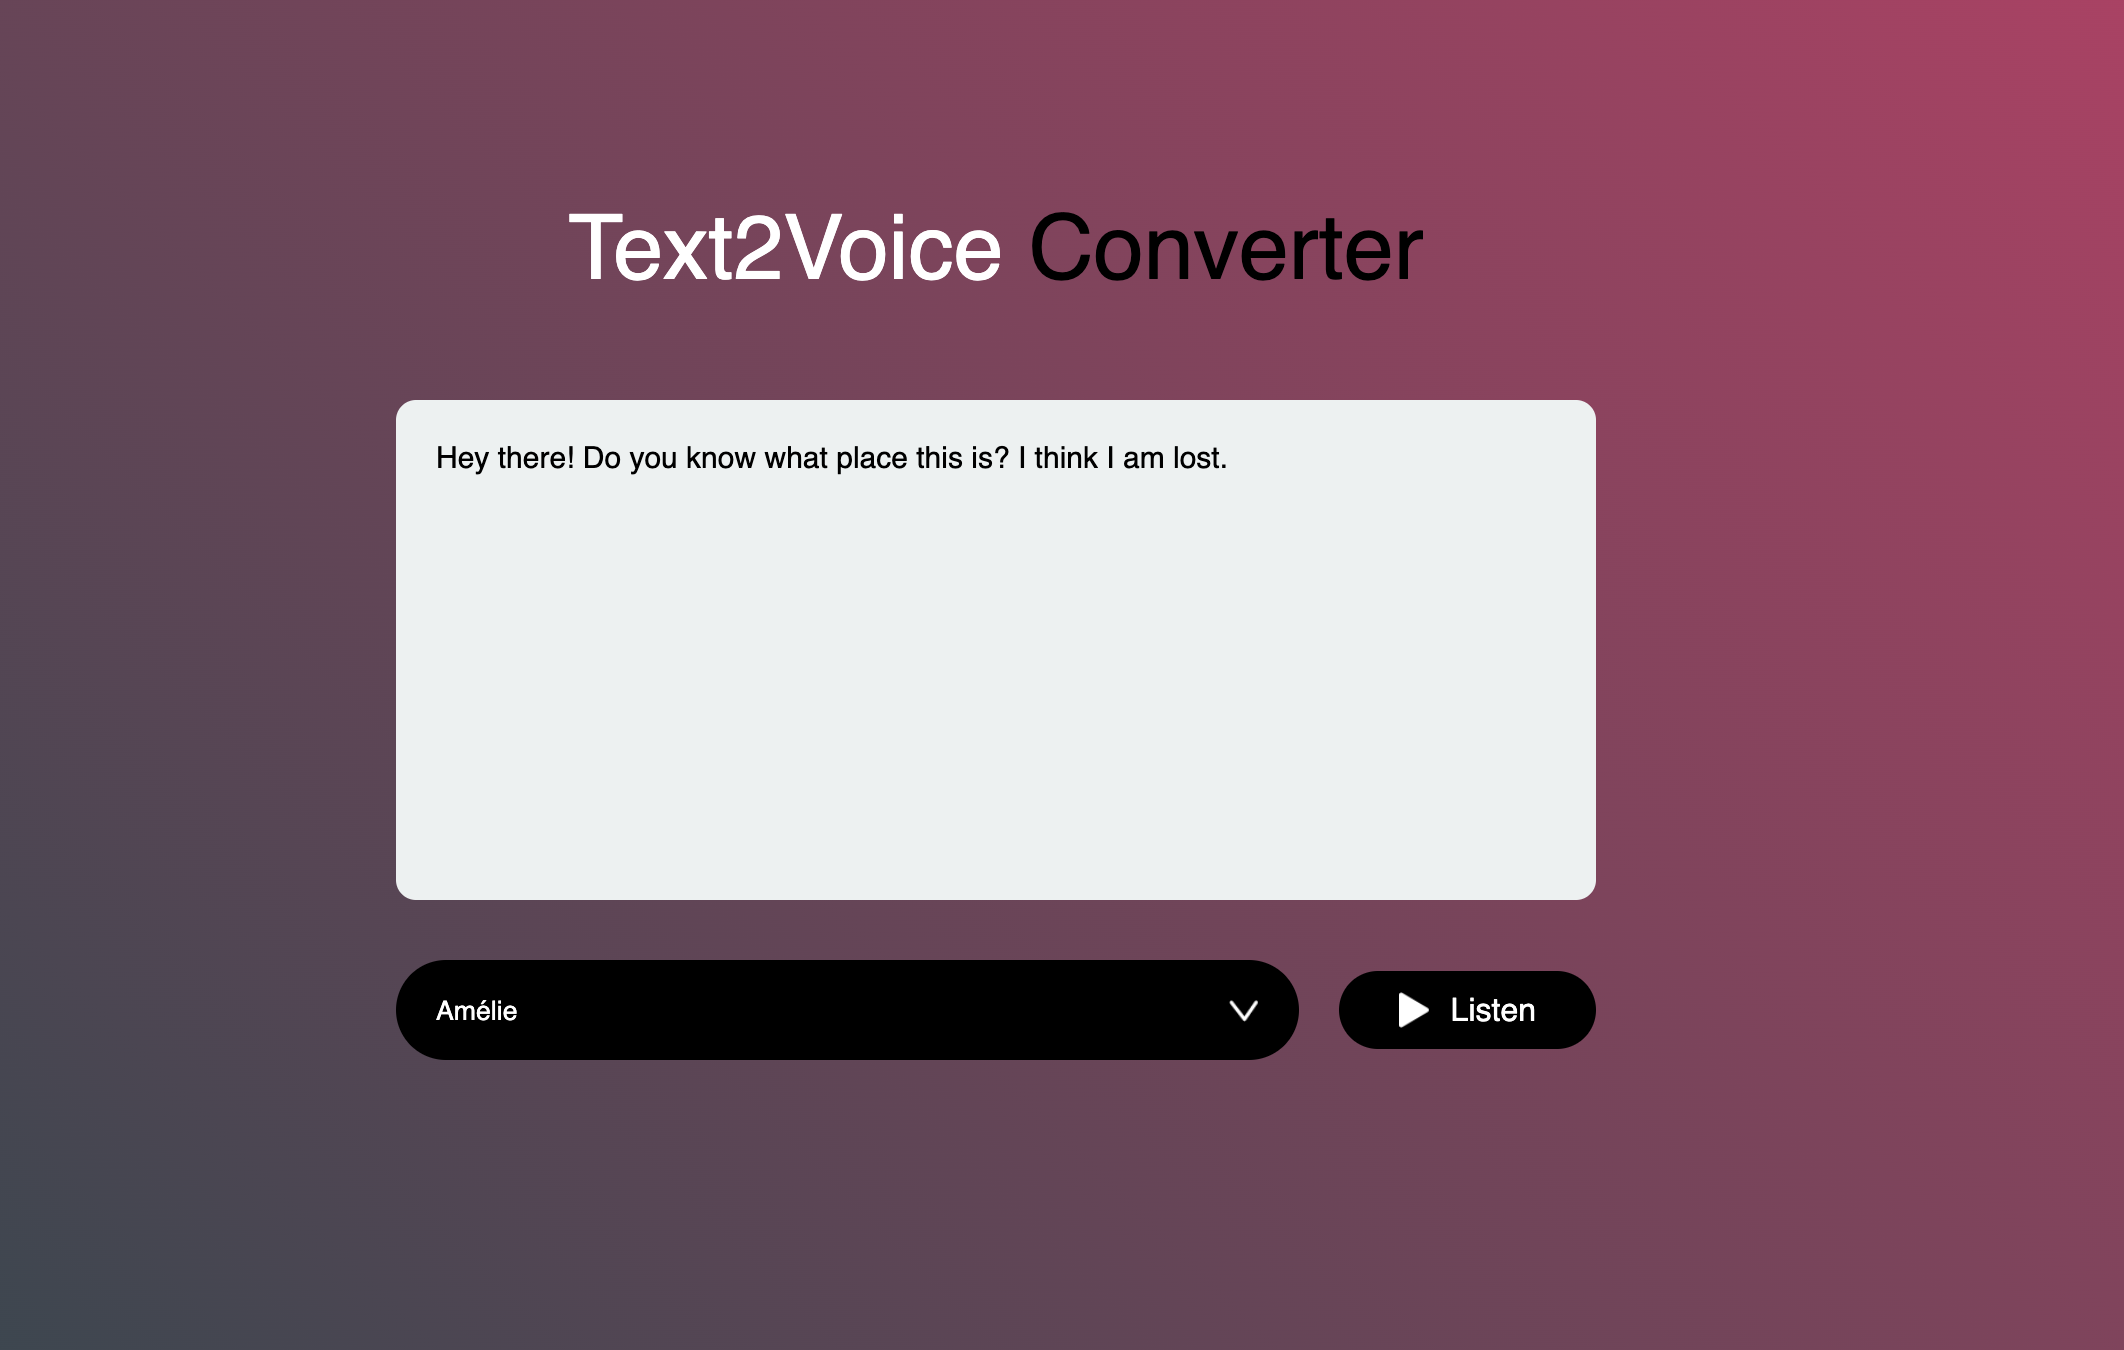 Text2Voice Converter
Hey there! Do you know what place this is? I think I am lost.
Amélie
Listen